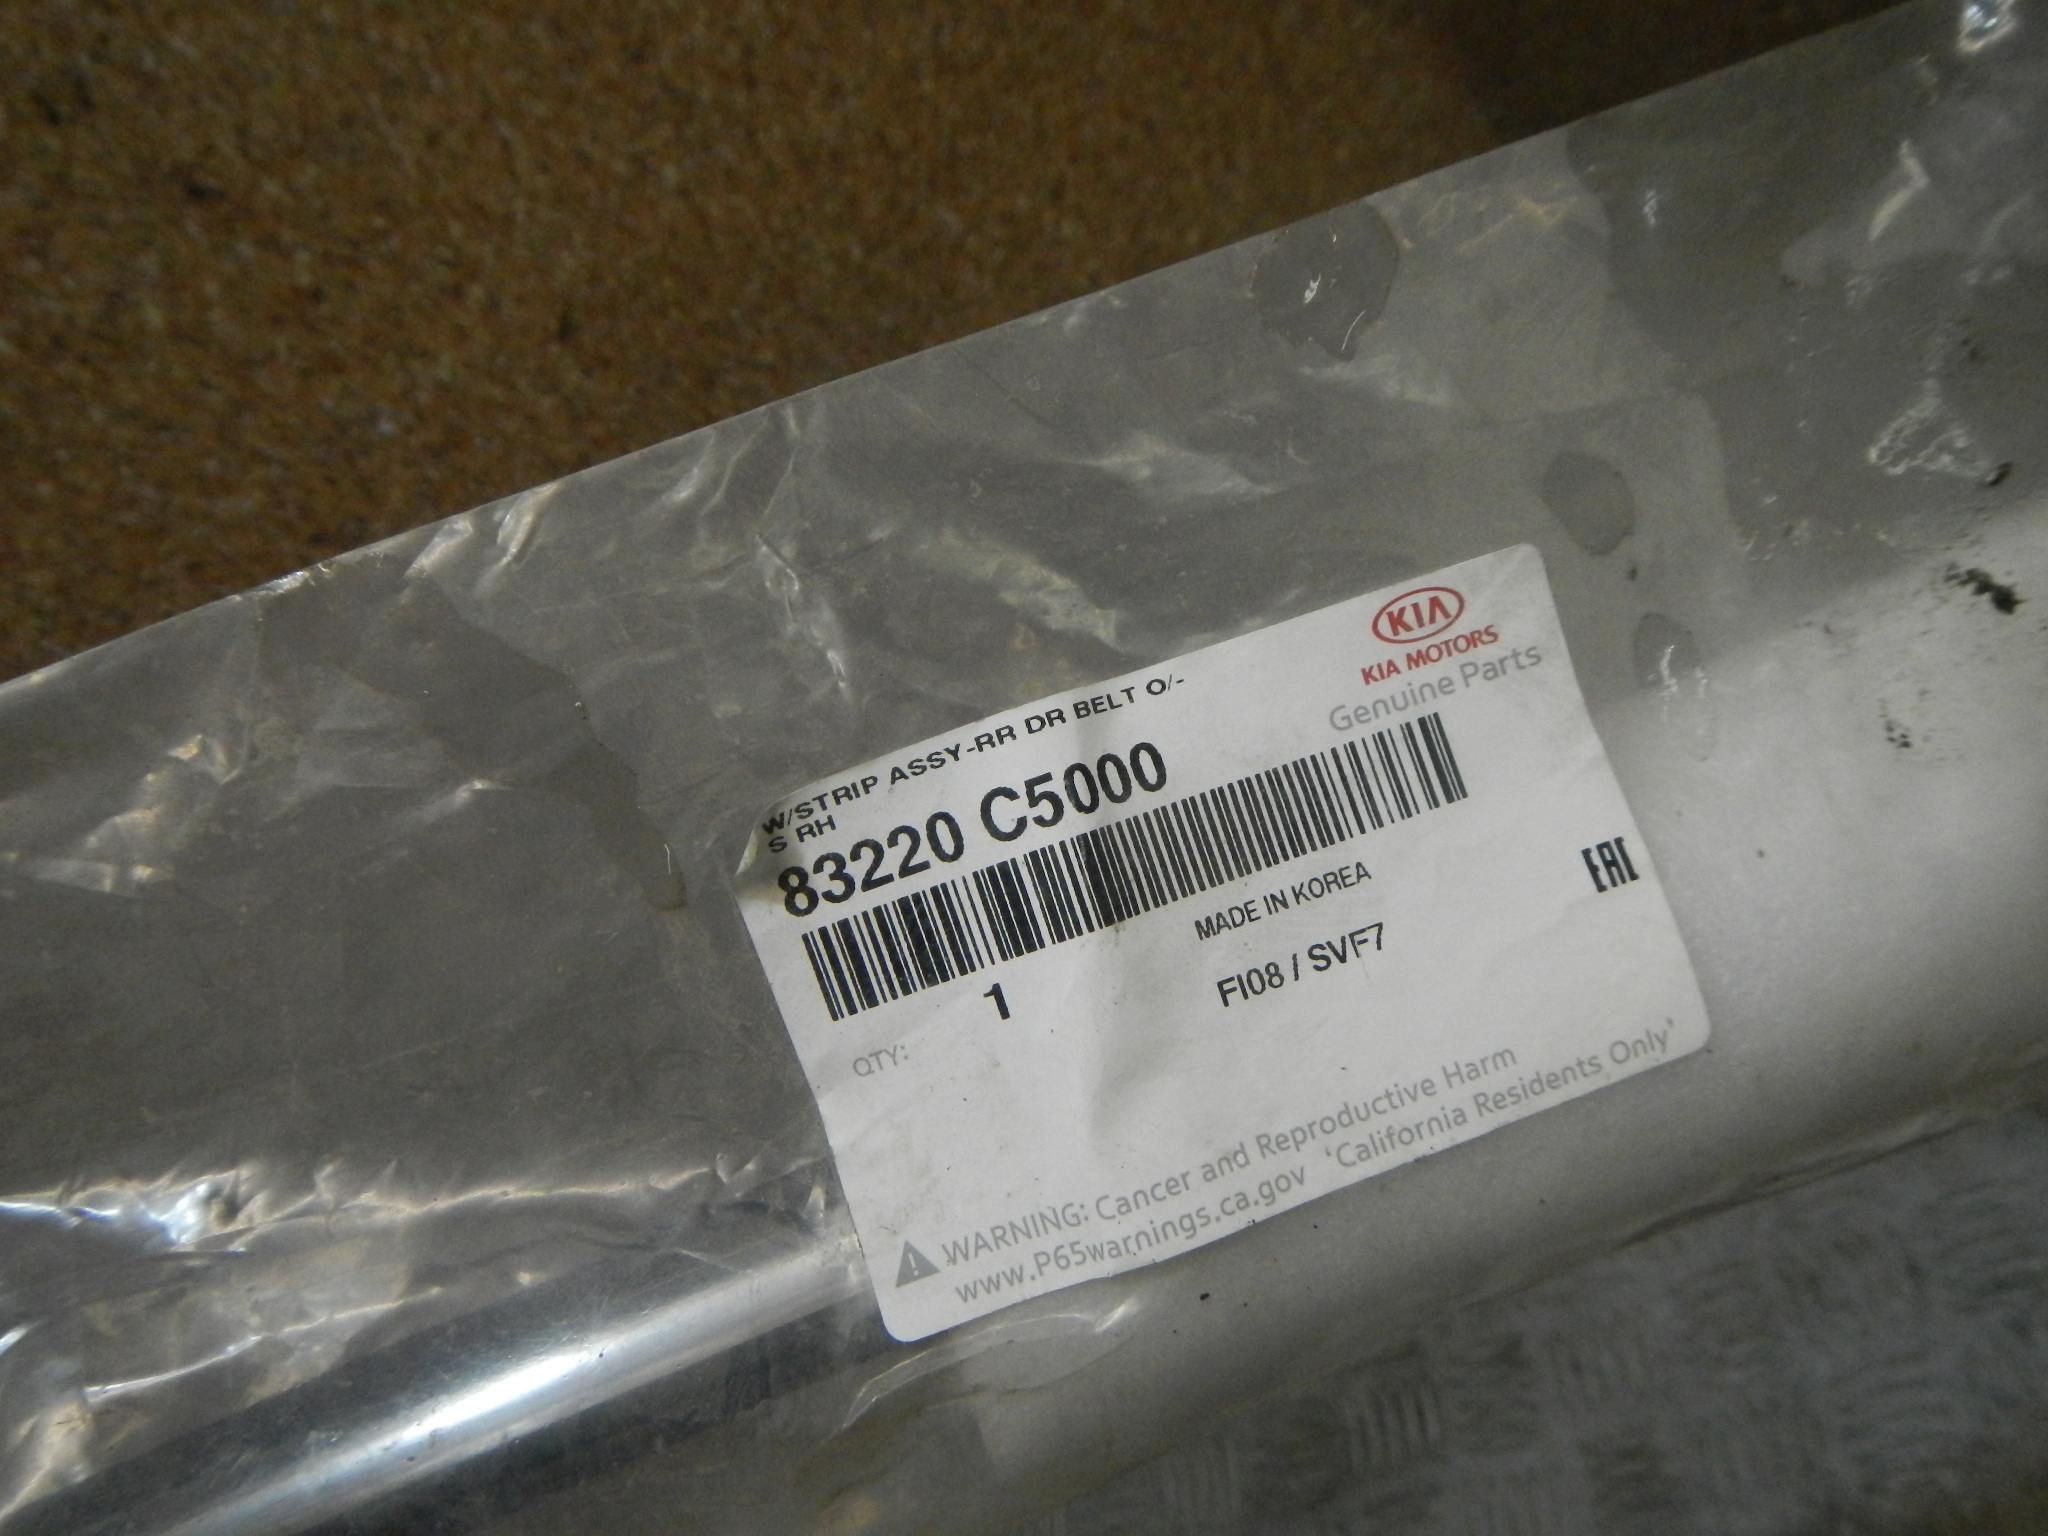 KIA
KIA MOTORS
Genuine Parts
W/STRIP ASSY-RR DR BELT O/-
S RH
83220 C5000
MADE IN KOREA
EAC
QTY: 1
FI08 / SVF7
WARNING: Cancer and Reproductive Harm
www.P65warnings.ca.gov 'California Residents Only'